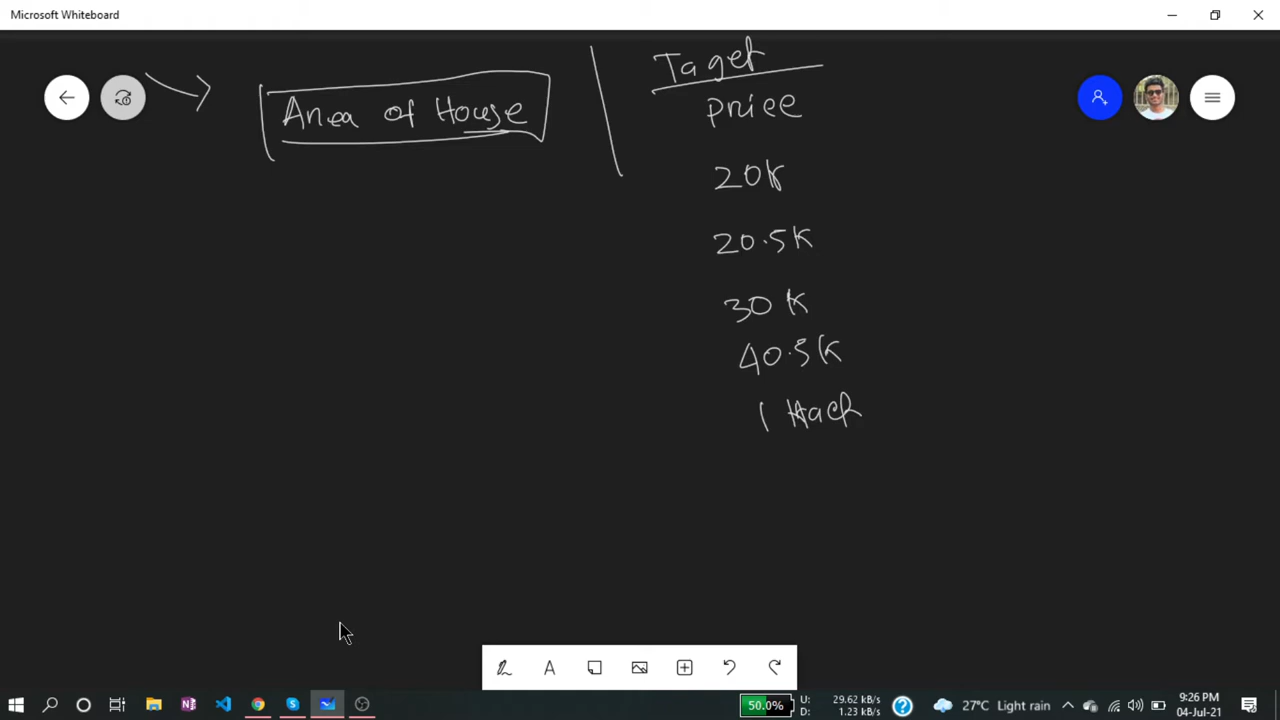 Microsoft Whiteboard
Taget
Area of House
price
20K
20.5K
30 K
40.5K
1
A
50.0%
U: 29.62 kB/s
D: 1.23 kB/s
27°C Light rain
9:26 PM
04-Jul-21